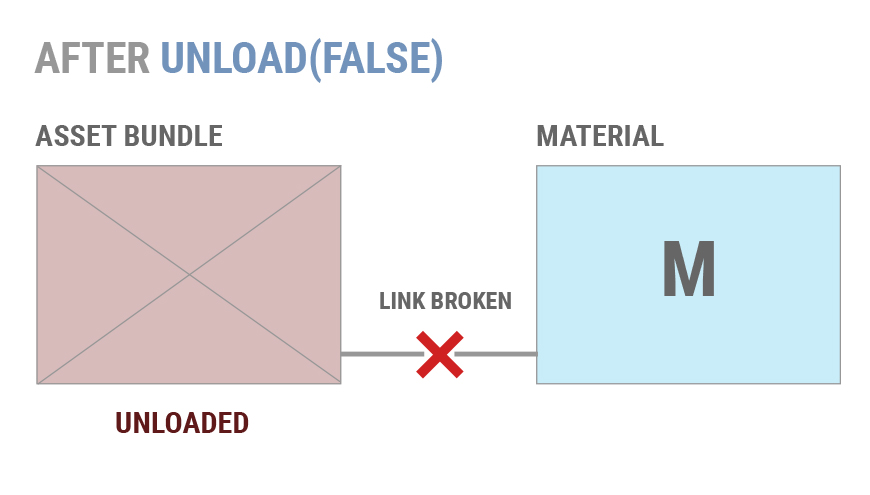 AFTER UNLOAD(FALSE)
ASSET BUNDLE
MATERIAL
M
LINK BROKEN
UNLOADED